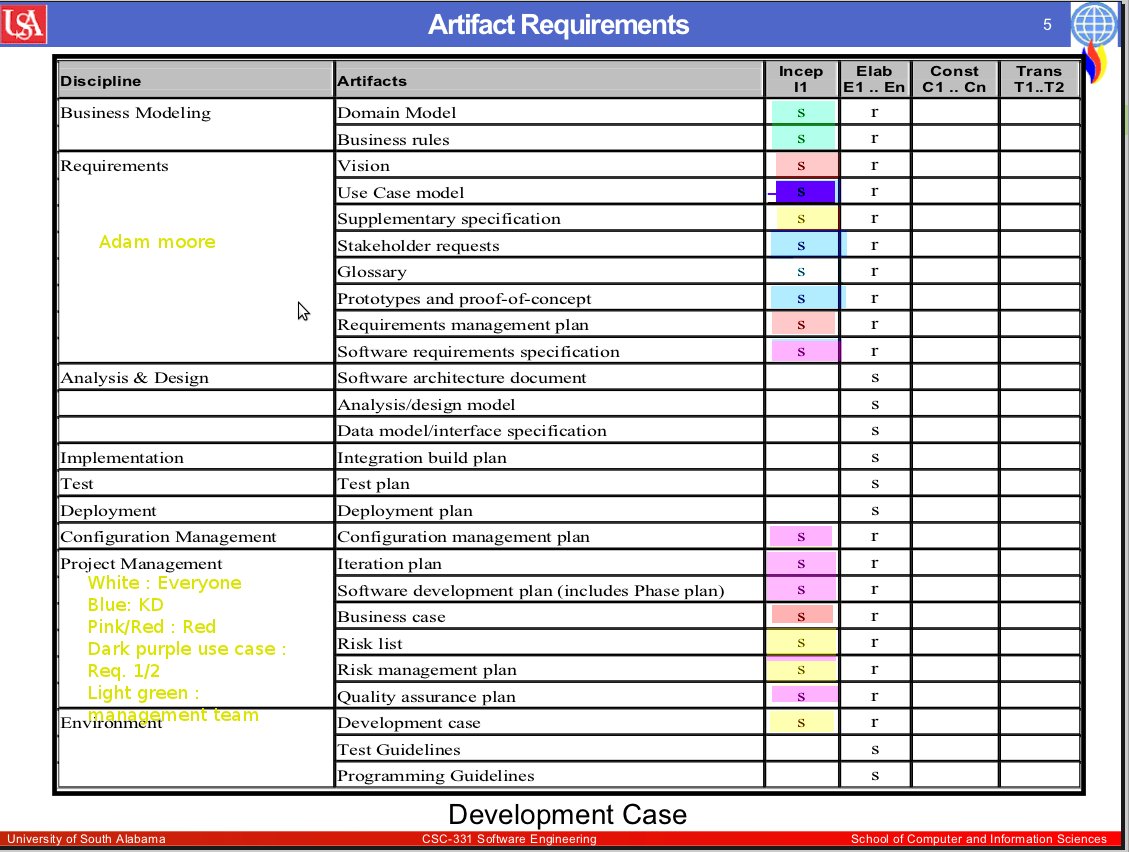 USA
Artifact Requirements
5
Discipline Artifacts Incep I1 Elab E1 .. En Const C1 .. Cn Trans T1..T2
Business Modeling Domain Model s r
Business rules s r
Requirements Vision s r
Use Case model s r
Supplementary specification s r
Adam moore
Stakeholder requests s r
Glossary s r
Prototypes and proof-of-concept s r
Requirements management plan s r
Software requirements specification s r
Analysis & Design Software architecture document s
Analysis/design model s
Data model/interface specification s
Implementation Integration build plan s
Test Test plan s
Deployment Deployment plan s
Configuration Management Configuration management plan s r
Project Management Iteration plan s r
White : Everyone
Software development plan (includes Phase plan) s r
Blue: KD
Business case s r
Pink/Red : Red
Risk list s r
Dark purple use case :
Req. 1/2
Risk management plan s r
Light green :
Quality assurance plan s r
management team
Environment Development case s r
Test Guidelines s
Programming Guidelines s
Development Case
University of South Alabama CSC-331 Software Engineering School of Computer and Information Sciences